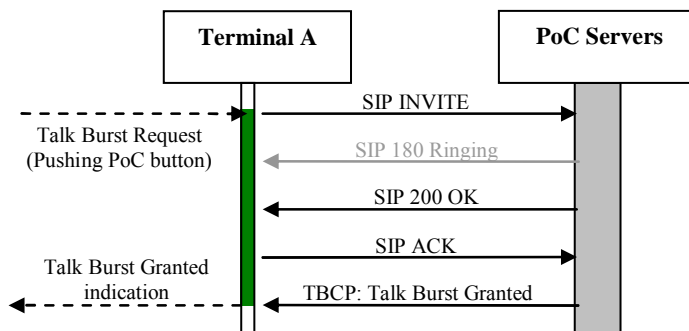 Terminal A
PoC Servers
SIP INVITE
Talk Burst Request
(Pushing PoC button)
SIP 180 Ringing
SIP 200 OK
SIP ACK
Talk Burst Granted
indication
TBCP: Talk Burst Granted